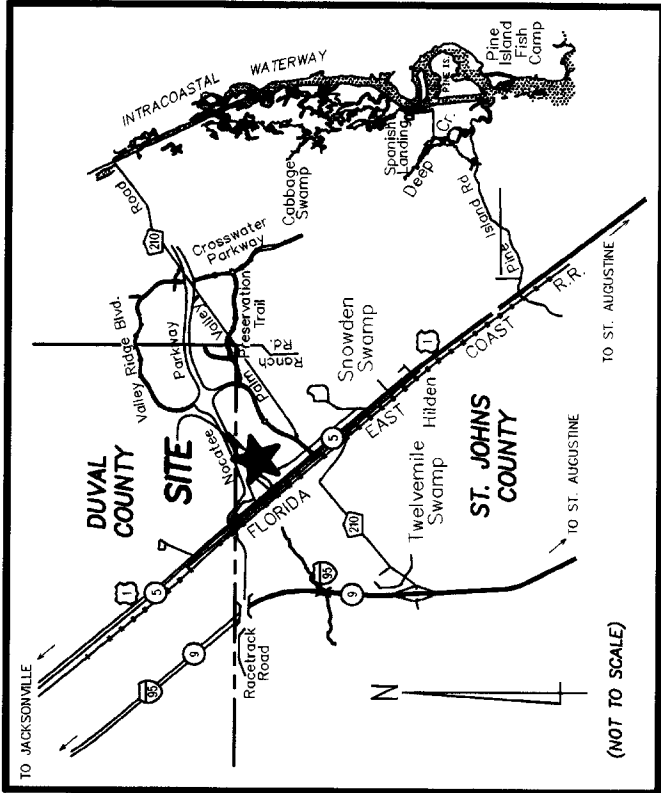 TO JACKSONVILLE
95
9
1
5
DUVAL
COUNTY
SITE
Valley Ridge Blvd.
Nocatee
Parkway
Valley
Palm
Road
210
Crosswater
Parkway
Preservation
Trail
Ranch
Rd.
INTRACOASTAL
WATERWAY
Cabbage
Swamp
Spanish
Landing
Deep
Cr.
PINE IS.
Pine
Island
Fish
Camp
Pine
Island Rd
Racetrack
Road
FLORIDA
EAST
COAST
R.R.
5
1
Snowden
Swamp
Hilden
210
Twelvemile
Swamp
95
9
ST. JOHNS
COUNTY
TO ST. AUGUSTINE
TO ST. AUGUSTINE
N
(NOT TO SCALE)